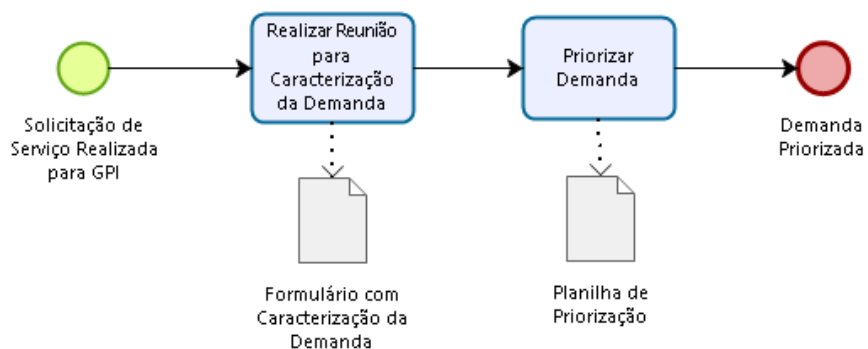 Realizar Reunião
para
Caracterização
da Demanda
Priorizar
Demanda
Solicitação de
Serviço Realizada
para GPI
Demanda
Priorizada
Formulário com
Caracterização da
Demanda
Planilha de
Priorização